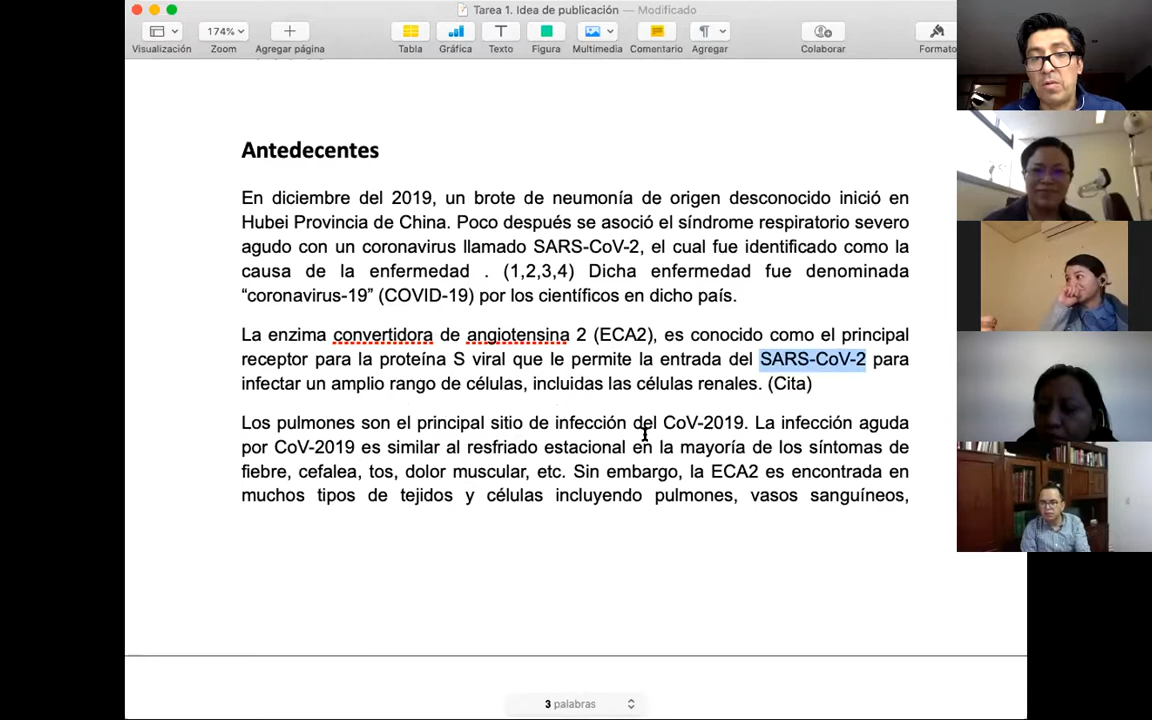 Tarea 1. Idea de publicación — Modificado
174%
Visualización Zoom Agregar página Tabla Gráfica Texto Figura Multimedia Comentario Agregar Colaborar Formato
Antedecentes
En diciembre del 2019, un brote de neumonía de origen desconocido inició en
Hubei Provincia de China. Poco después se asoció el síndrome respiratorio severo
agudo con un coronavirus llamado SARS-CoV-2, el cual fue identificado como la
causa de la enfermedad . (1,2,3,4) Dicha enfermedad fue denominada
“coronavirus-19” (COVID-19) por los científicos en dicho país.
La enzima convertidora de angiotensina 2 (ECA2), es conocido como el principal
receptor para la proteína S viral que le permite la entrada del SARS-CoV-2 para
infectar un amplio rango de células, incluidas las células renales. (Cita)
Los pulmones son el principal sitio de infección del CoV-2019. La infección aguda
por CoV-2019 es similar al resfriado estacional en la mayoría de los síntomas de
fiebre, cefalea, tos, dolor muscular, etc. Sin embargo, la ECA2 es encontrada en
muchos tipos de tejidos y células incluyendo pulmones, vasos sanguíneos,
3 palabras